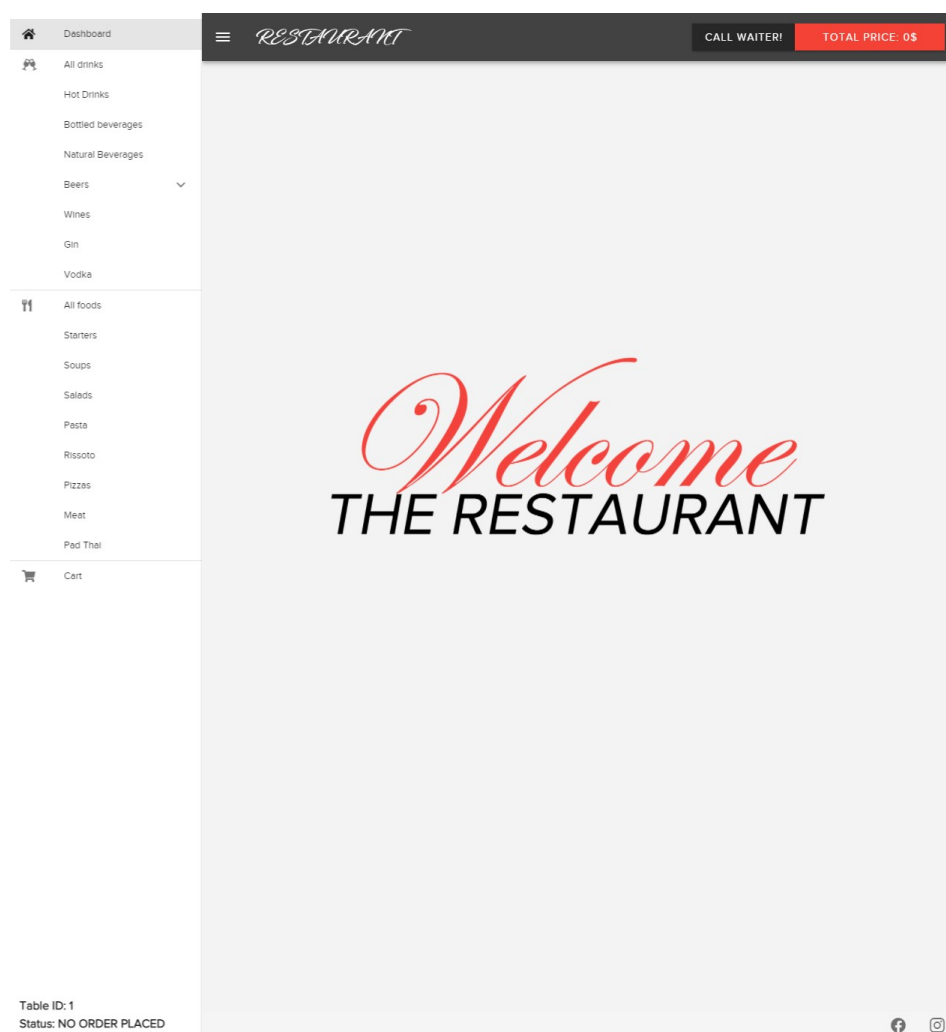 Dashboard
All drinks
Hot Drinks
Bottled beverages
Natural Beverages
Beers
Wines
Gin
Vodka
All foods
Starters
Soups
Salads
Pasta
Rissoto
Pizzas
Meat
Pad Thai
Cart
Table ID: 1
Status: NO ORDER PLACED
RESTAURANT
CALL WAITER!
TOTAL PRICE: 0$
Welcome
THE RESTAURANT